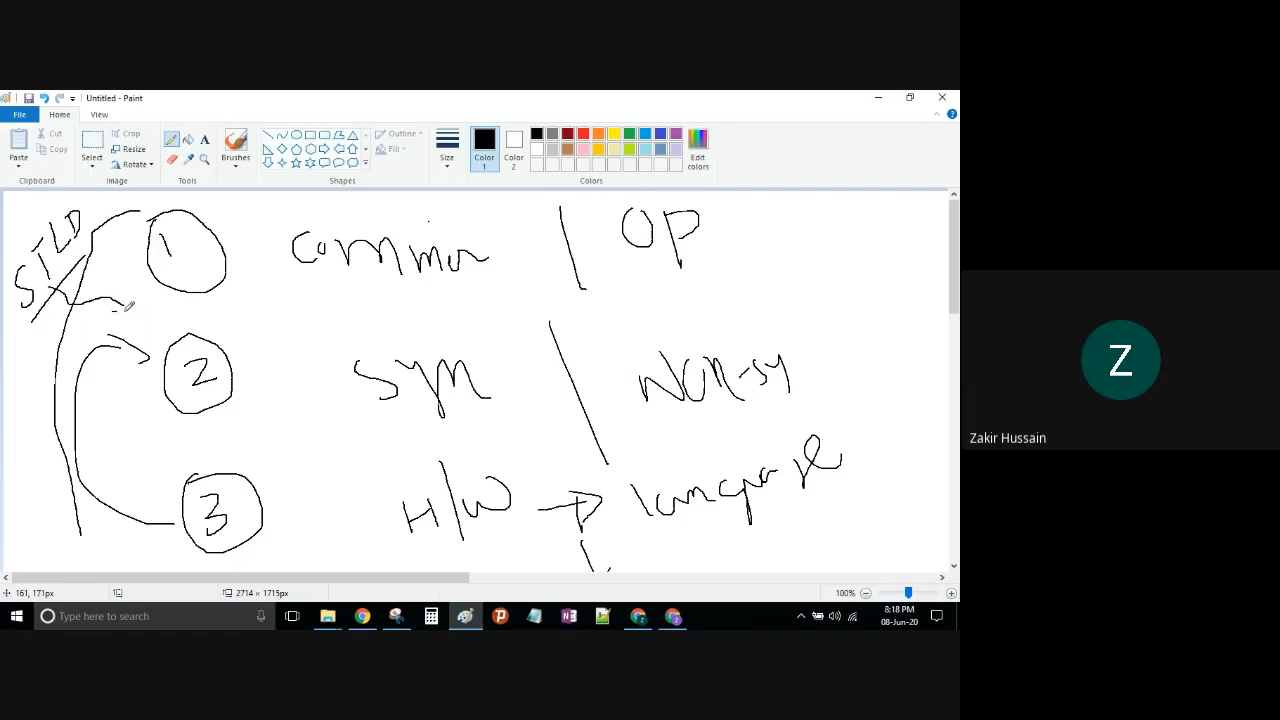 Untitled - Paint
File Home View
Cut
Copy
Paste
Clipboard
Crop
Resize
Rotate
Select
Image
Tools
Brushes
Outline
Fill
Shapes
Size
Color 1
Color 2
Edit colors
Colors
STLD
1 common OP
2 Syn Non-sy
3 H/W
161, 171px
2714 × 1715px
100%
Type here to search
8:18 PM
08-Jun-20
Z
Zakir Hussain